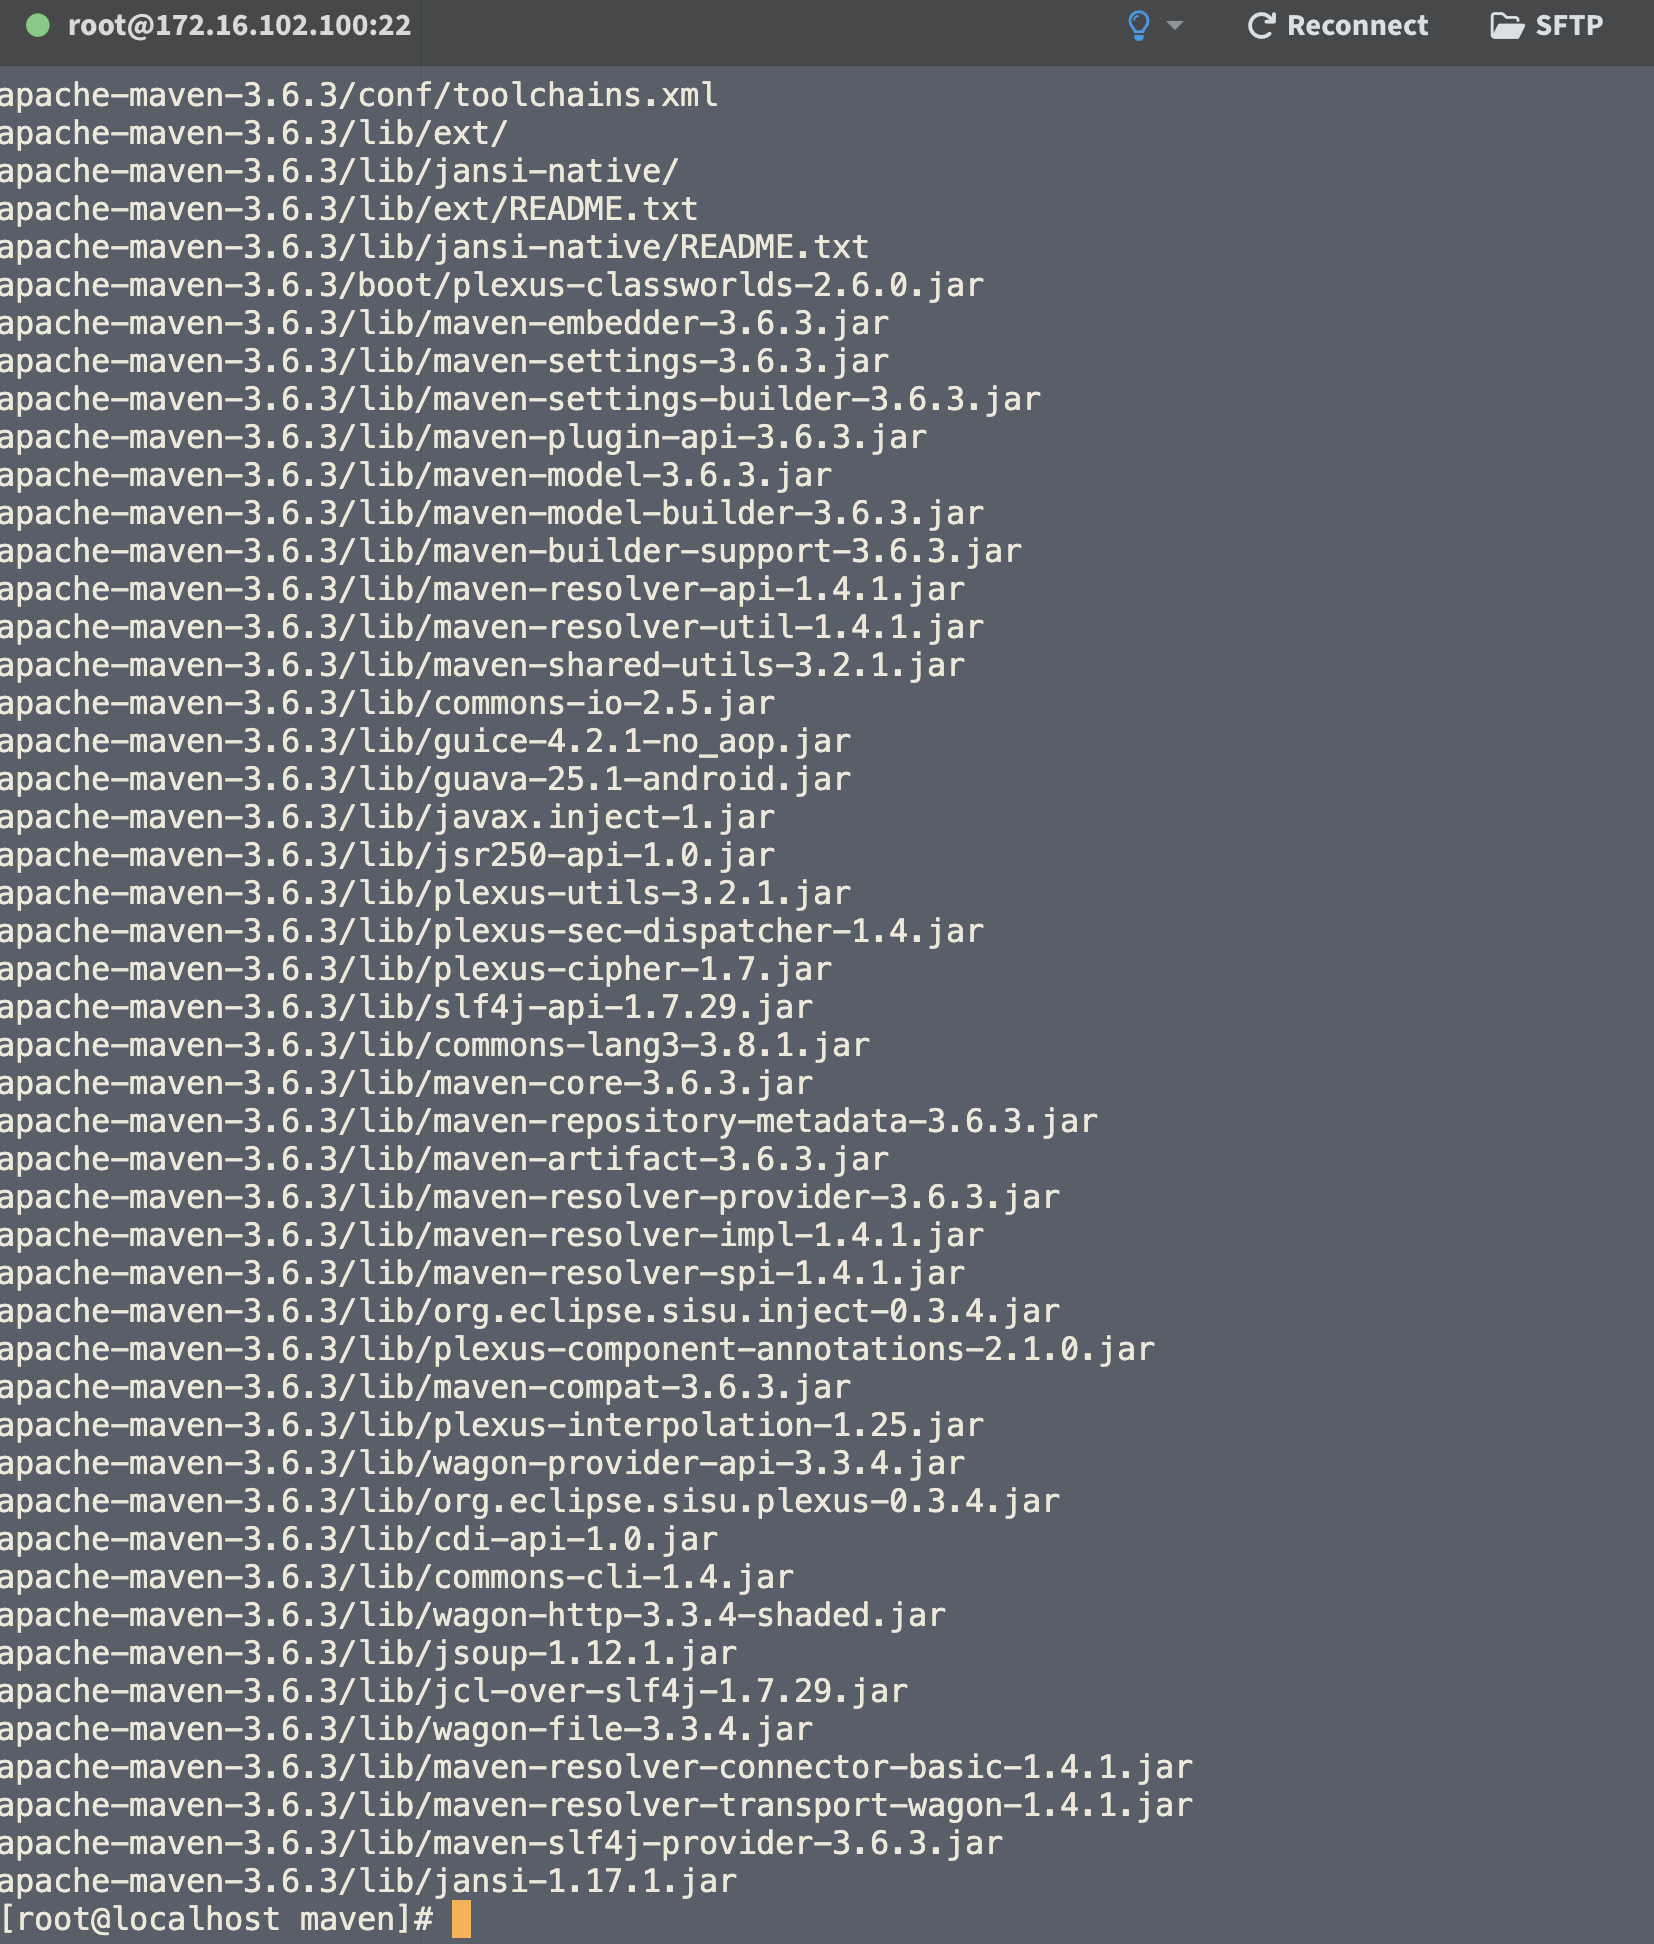 root@172.16.102.100:22 Reconnect SFTP
apache-maven-3.6.3/conf/toolchains.xml
apache-maven-3.6.3/lib/ext/
apache-maven-3.6.3/lib/jansi-native/
apache-maven-3.6.3/lib/ext/README.txt
apache-maven-3.6.3/lib/jansi-native/README.txt
apache-maven-3.6.3/boot/plexus-classworlds-2.6.0.jar
apache-maven-3.6.3/lib/maven-embedder-3.6.3.jar
apache-maven-3.6.3/lib/maven-settings-3.6.3.jar
apache-maven-3.6.3/lib/maven-settings-builder-3.6.3.jar
apache-maven-3.6.3/lib/maven-plugin-api-3.6.3.jar
apache-maven-3.6.3/lib/maven-model-3.6.3.jar
apache-maven-3.6.3/lib/maven-model-builder-3.6.3.jar
apache-maven-3.6.3/lib/maven-builder-support-3.6.3.jar
apache-maven-3.6.3/lib/maven-resolver-api-1.4.1.jar
apache-maven-3.6.3/lib/maven-resolver-util-1.4.1.jar
apache-maven-3.6.3/lib/maven-shared-utils-3.2.1.jar
apache-maven-3.6.3/lib/commons-io-2.5.jar
apache-maven-3.6.3/lib/guice-4.2.1-no_aop.jar
apache-maven-3.6.3/lib/guava-25.1-android.jar
apache-maven-3.6.3/lib/javax.inject-1.jar
apache-maven-3.6.3/lib/jsr250-api-1.0.jar
apache-maven-3.6.3/lib/plexus-utils-3.2.1.jar
apache-maven-3.6.3/lib/plexus-sec-dispatcher-1.4.jar
apache-maven-3.6.3/lib/plexus-cipher-1.7.jar
apache-maven-3.6.3/lib/slf4j-api-1.7.29.jar
apache-maven-3.6.3/lib/commons-lang3-3.8.1.jar
apache-maven-3.6.3/lib/maven-core-3.6.3.jar
apache-maven-3.6.3/lib/maven-repository-metadata-3.6.3.jar
apache-maven-3.6.3/lib/maven-artifact-3.6.3.jar
apache-maven-3.6.3/lib/maven-resolver-provider-3.6.3.jar
apache-maven-3.6.3/lib/maven-resolver-impl-1.4.1.jar
apache-maven-3.6.3/lib/maven-resolver-spi-1.4.1.jar
apache-maven-3.6.3/lib/org.eclipse.sisu.inject-0.3.4.jar
apache-maven-3.6.3/lib/plexus-component-annotations-2.1.0.jar
apache-maven-3.6.3/lib/maven-compat-3.6.3.jar
apache-maven-3.6.3/lib/plexus-interpolation-1.25.jar
apache-maven-3.6.3/lib/wagon-provider-api-3.3.4.jar
apache-maven-3.6.3/lib/org.eclipse.sisu.plexus-0.3.4.jar
apache-maven-3.6.3/lib/cdi-api-1.0.jar
apache-maven-3.6.3/lib/commons-cli-1.4.jar
apache-maven-3.6.3/lib/wagon-http-3.3.4-shaded.jar
apache-maven-3.6.3/lib/jsoup-1.12.1.jar
apache-maven-3.6.3/lib/jcl-over-slf4j-1.7.29.jar
apache-maven-3.6.3/lib/wagon-file-3.3.4.jar
apache-maven-3.6.3/lib/maven-resolver-connector-basic-1.4.1.jar
apache-maven-3.6.3/lib/maven-resolver-transport-wagon-1.4.1.jar
apache-maven-3.6.3/lib/maven-slf4j-provider-3.6.3.jar
apache-maven-3.6.3/lib/jansi-1.17.1.jar
[root@localhost maven]#